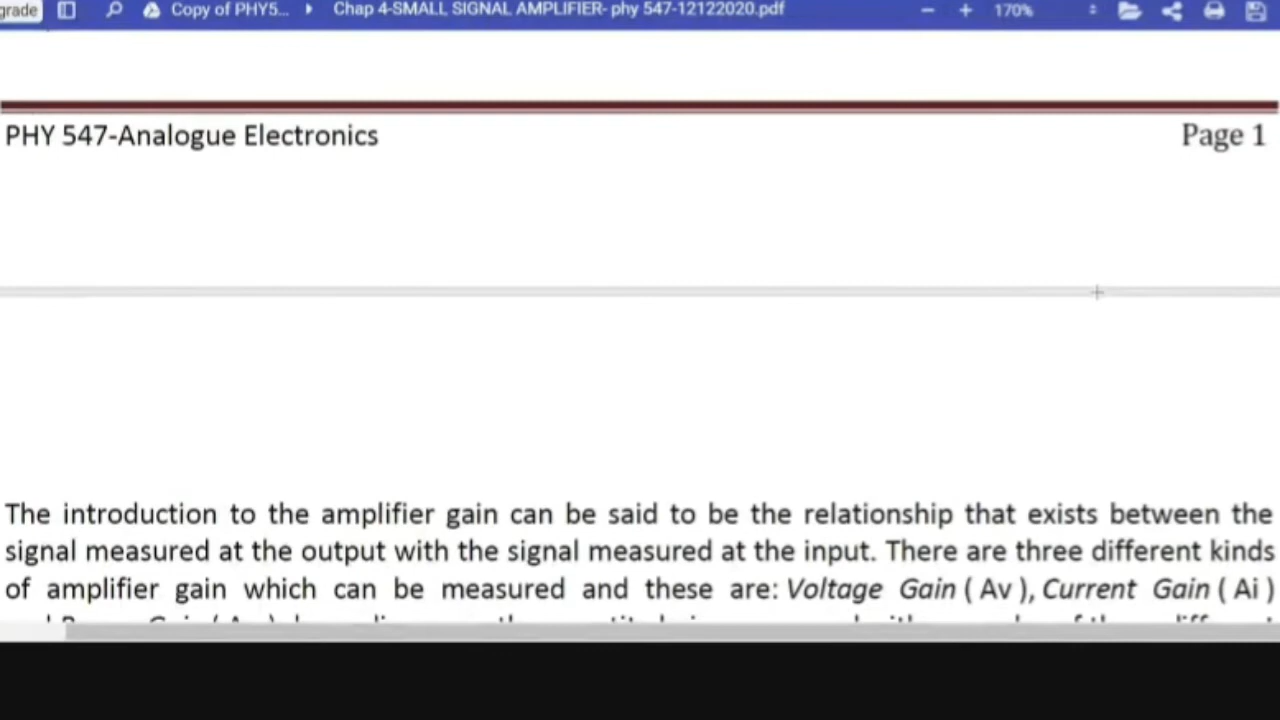 grade Copy of PHY5... Chap 4-SMALL SIGNAL AMPLIFIER- phy 547-12122020.pdf 170%
PHY 547-Analogue Electronics Page 1
The introduction to the amplifier gain can be said to be the relationship that exists between the
signal measured at the output with the signal measured at the input. There are three different kinds
of amplifier gain which can be measured and these are: Voltage Gain ( Av ), Current Gain ( Ai )